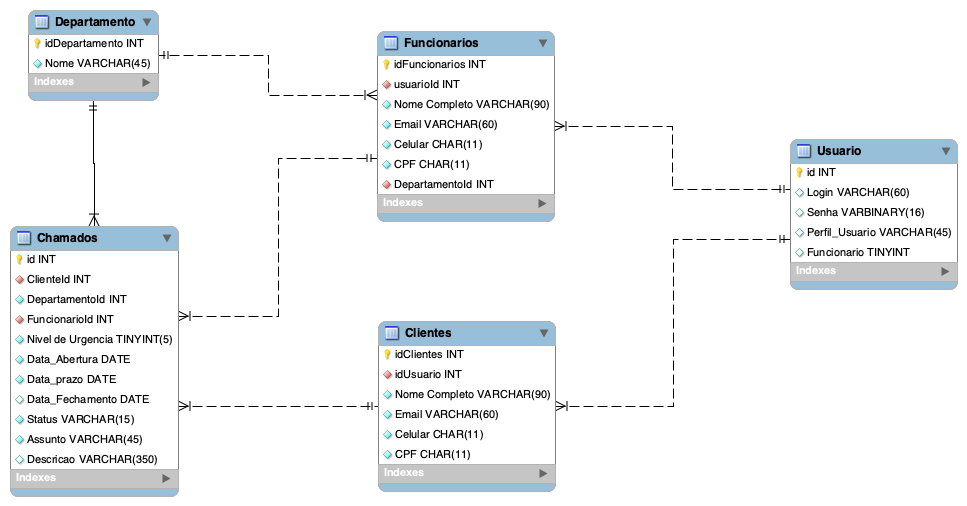 Departamento
idDepartamento INT
Nome VARCHAR(45)
Indexes
Funcionarios
idFuncionarios INT
usuarioId INT
Nome Completo VARCHAR(90)
Email VARCHAR(60)
Celular CHAR(11)
CPF CHAR(11)
DepartamentoId INT
Indexes
Usuario
id INT
Login VARCHAR(60)
Senha VARBINARY(16)
Perfil_Usuario VARCHAR(45)
Funcionario TINYINT
Indexes
Chamados
id INT
ClienteId INT
DepartamentoId INT
FuncionarioId INT
Nivel de Urgencia TINYINT(5)
Data_Abertura DATE
Data_prazo DATE
Data_Fechamento DATE
Status VARCHAR(15)
Assunto VARCHAR(45)
Descricao VARCHAR(350)
Indexes
Clientes
idClientes INT
idUsuario INT
Nome Completo VARCHAR(90)
Email VARCHAR(60)
Celular CHAR(11)
CPF CHAR(11)
Indexes